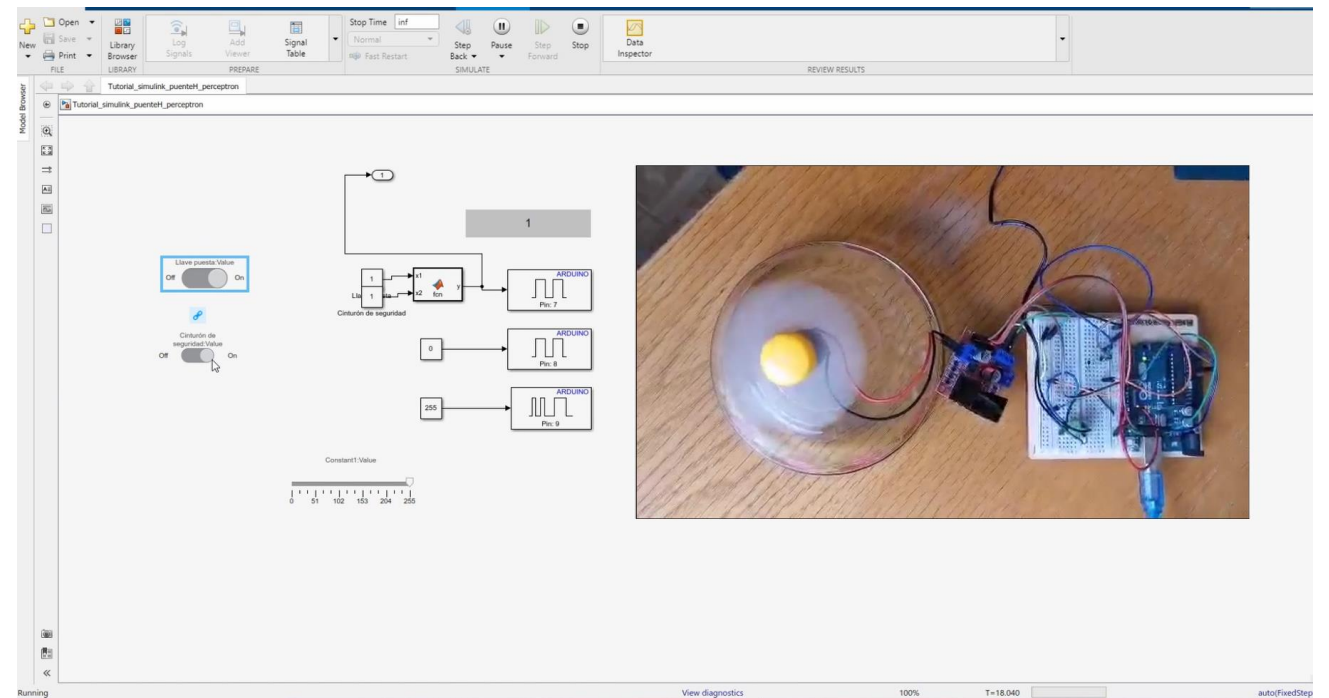 New
Open
Save
Print
FILE
Library
Browser
LIBRARY
Log
Signals
Add
Viewer
Signal
Table
PREPARE
Stop Time inf
Normal
Fast Restart
Step
Back
Pause
Step
Forward
Stop
SIMULATE
Data
Inspector
REVIEW RESULTS
Model Browser
Tutorial_simulink_puenteH_perceptron
Tutorial_simulink_puenteH_perceptron
1
1
Llave puesta:Value
Off On
Cinturón de
seguridad:Value
Off On
1
1
Cinturón de seguridad
x1
x2
fcn
y
ARDUINO
Pin: 7
0
ARDUINO
Pin: 8
255
ARDUINO
Pin: 9
Constant1:Value
0 51 102 153 204 255
Running
View diagnostics
100%
T=18.040
auto(FixedStep